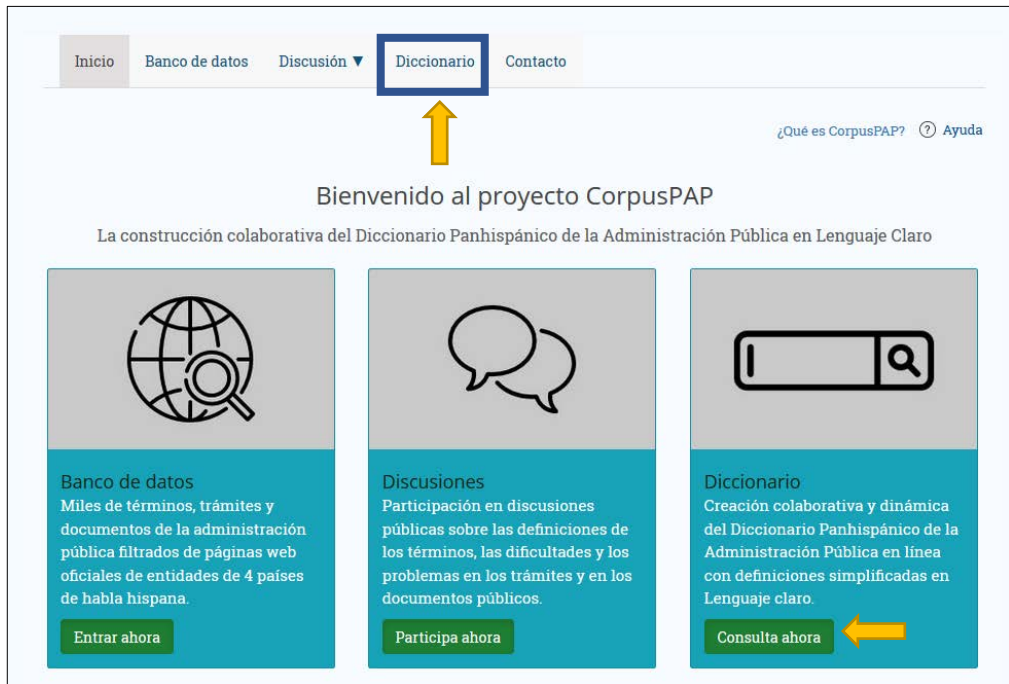 Inicio Banco de datos Discusión ▼ Diccionario Contacto
¿Qué es CorpusPAP? ? Ayuda
Bienvenido al proyecto CorpusPAP
La construcción colaborativa del Diccionario Panhispánico de la Administración Pública en Lenguaje Claro
Banco de datos
Miles de términos, trámites y
documentos de la administración
pública filtrados de páginas web
oficiales de entidades de 4 países
de habla hispana.
Entrar ahora
Discusiones
Participación en discusiones
públicas sobre las definiciones de
los términos, las dificultades y los
problemas en los trámites y en los
documentos públicos.
Participa ahora
Diccionario
Creación colaborativa y dinámica
del Diccionario Panhispánico de la
Administración Pública en línea
con definiciones simplificadas en
Lenguaje claro.
Consulta ahora